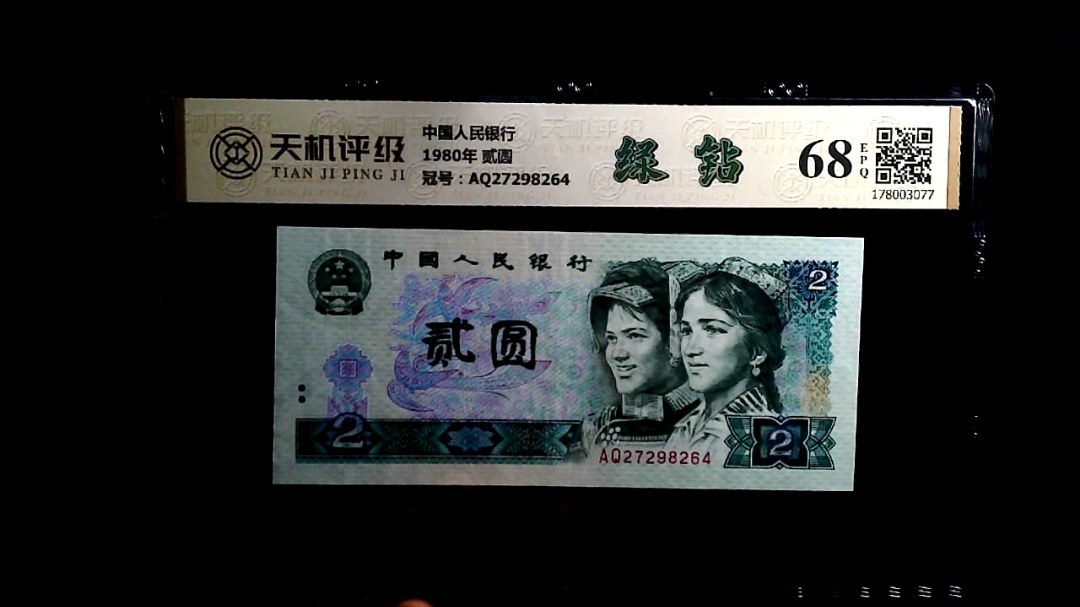 天机评级
TIAN JI PING JI
中国人民银行
1980年 贰圆
冠号：AQ27298264
绿钻
68
EPQ
178003077
中国人民银行
贰圆
2
2
AQ27298264
2